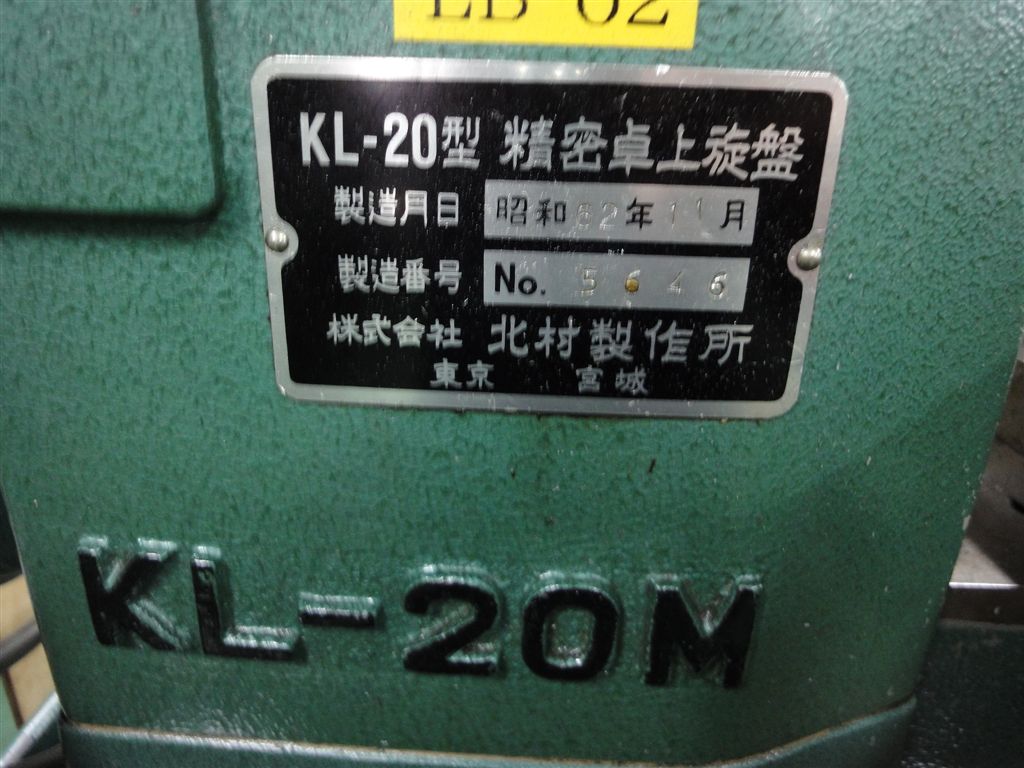 LB 02
KL-20型 精密卓上旋盤
製造月日 昭和62年11月
製造番号 No. 5646
株式会社 北村製作所
東京 宮城
KL-20M